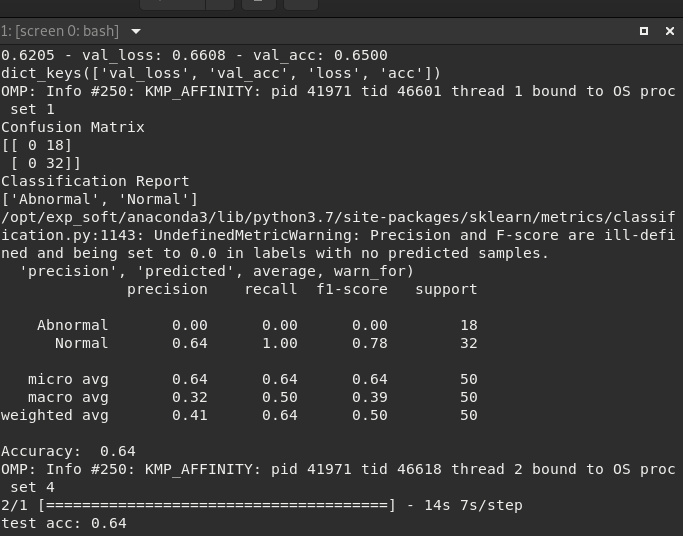 1: [screen 0: bash]
0.6205 - val_loss: 0.6608 - val_acc: 0.6500
dict_keys(['val_loss', 'val_acc', 'loss', 'acc'])
OMP: Info #250: KMP_AFFINITY: pid 41971 tid 46601 thread 1 bound to OS proc
 set 1
Confusion Matrix
[[ 0 18]
 [ 0 32]]
Classification Report
['Abnormal', 'Normal']
/opt/exp_soft/anaconda3/lib/python3.7/site-packages/sklearn/metrics/classif
ication.py:1143: UndefinedMetricWarning: Precision and F-score are ill-defi
ned and being set to 0.0 in labels with no predicted samples.
  'precision', 'predicted', average, warn_for)
              precision    recall  f1-score   support
    Abnormal       0.00      0.00      0.00        18
      Normal       0.64      1.00      0.78        32
   micro avg       0.64      0.64      0.64        50
   macro avg       0.32      0.50      0.39        50
weighted avg       0.41      0.64      0.50        50
Accuracy:  0.64
OMP: Info #250: KMP_AFFINITY: pid 41971 tid 46618 thread 2 bound to OS proc
 set 4
2/1 [======================================] - 14s 7s/step
test acc: 0.64